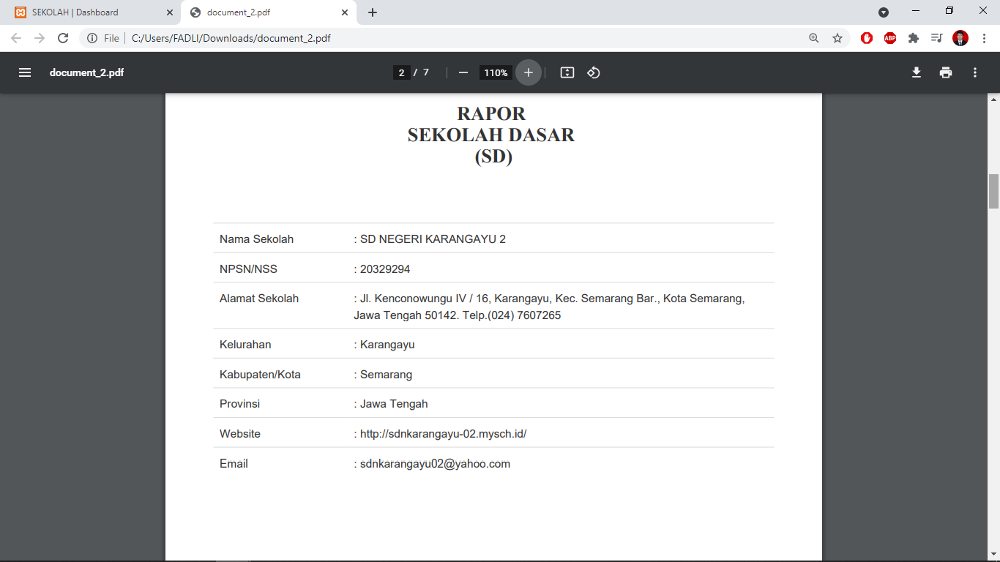 SEKOLAH | Dashboard
document_2.pdf
File
C:/Users/FADLI/Downloads/document_2.pdf
ABP
document_2.pdf
2 / 7
110%
RAPOR
SEKOLAH DASAR
(SD)
Nama Sekolah : SD NEGERI KARANGAYU 2
NPSN/NSS : 20329294
Alamat Sekolah : Jl. Kenconowungu IV / 16, Karangayu, Kec. Semarang Bar., Kota Semarang,
Jawa Tengah 50142. Telp.(024) 7607265
Kelurahan : Karangayu
Kabupaten/Kota : Semarang
Provinsi : Jawa Tengah
Website : http://sdnkarangayu-02.mysch.id/
Email : sdnkarangayu02@yahoo.com